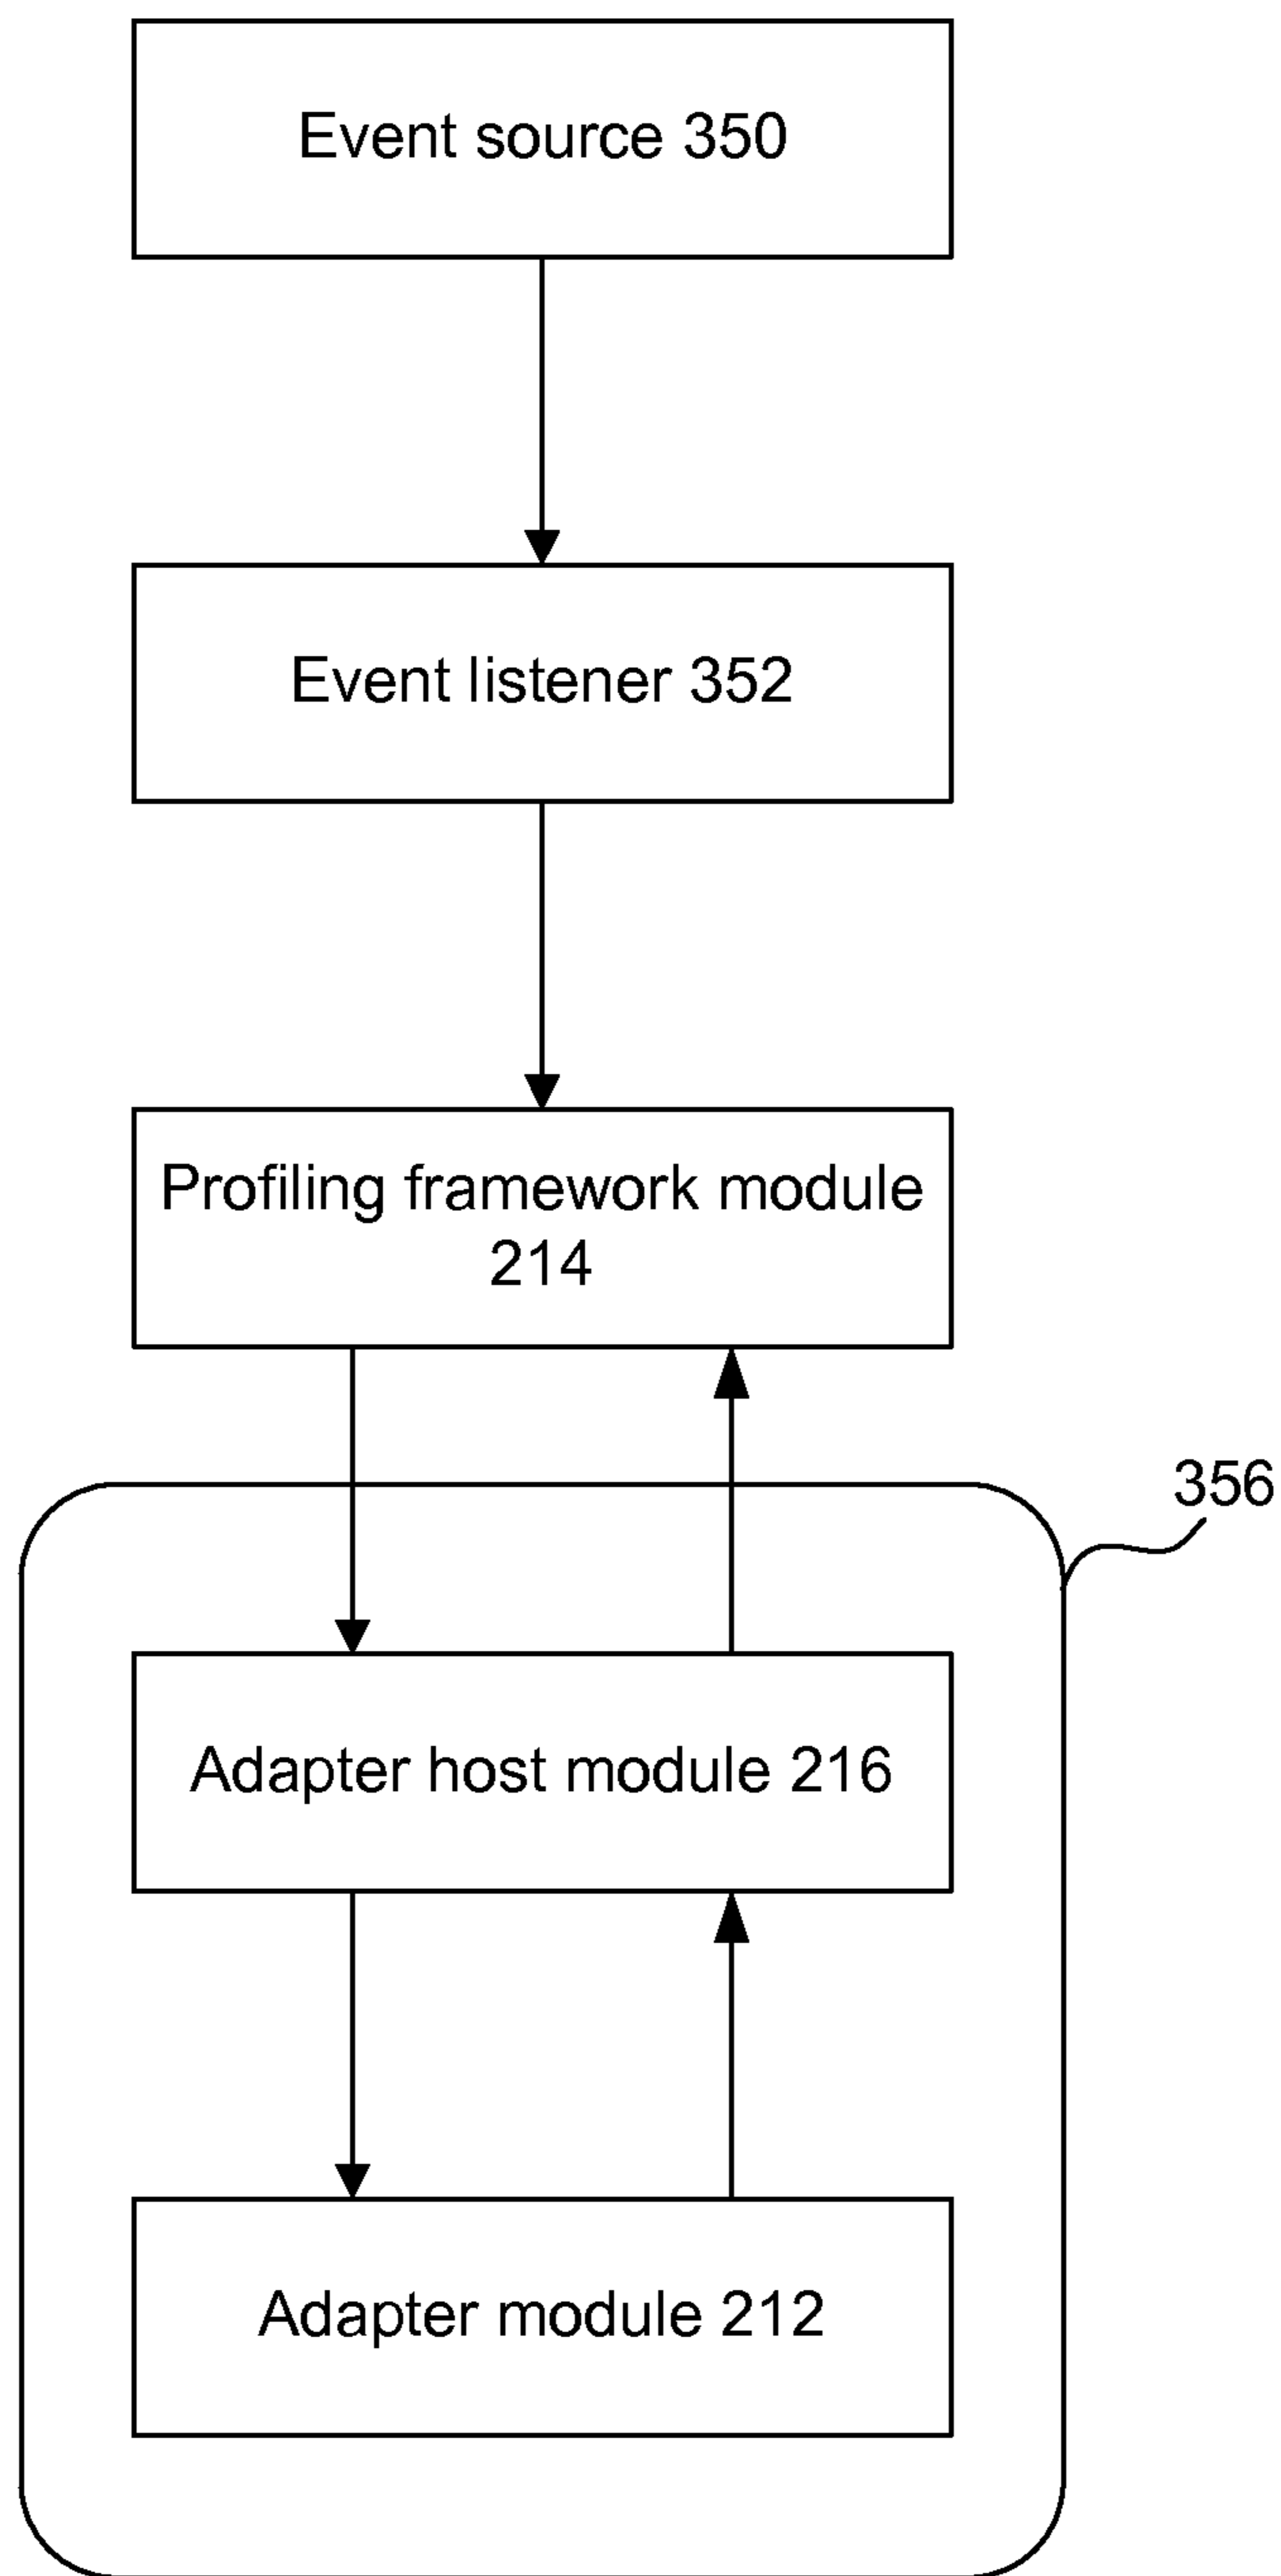 Event source 350
Event listener 352
Profiling framework module
214
356
Adapter host module 216
Adapter module 212